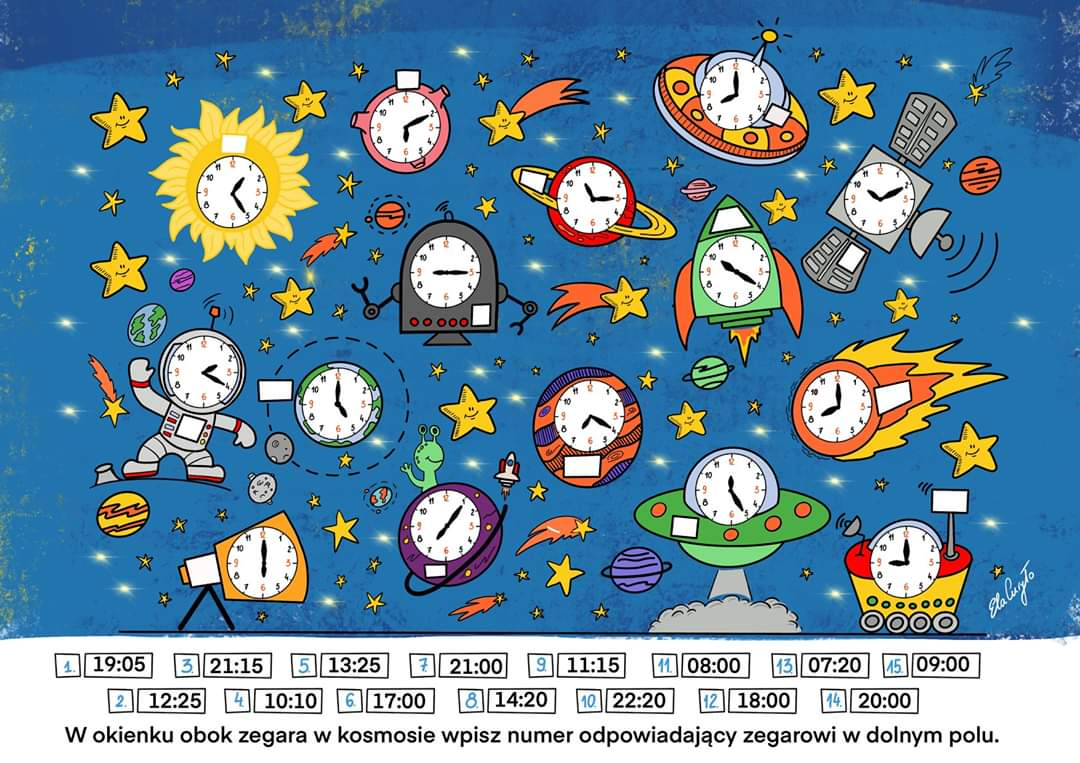 Ela Curyło
1. 19:05 3. 21:15 5. 13:25 7. 21:00 9. 11:15 11. 08:00 13. 07:20 15. 09:00
2. 12:25 4. 10:10 6. 17:00 8. 14:20 10. 22:20 12. 18:00 14. 20:00
W okienku obok zegara w kosmosie wpisz numer odpowiadający zegarowi w dolnym polu.